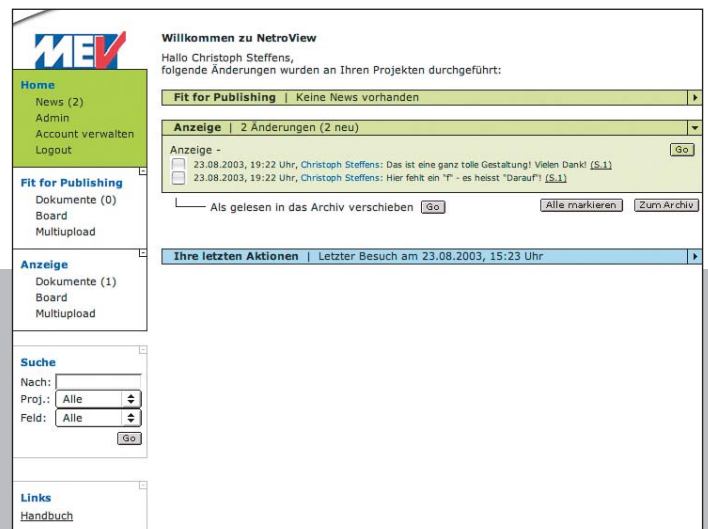 MEV
Home
News (2)
Admin
Account verwalten
Logout
Fit for Publishing
Dokumente (0)
Board
Multiupload
Anzeige
Dokumente (1)
Board
Multiupload
Suche
Nach:
Proj.: Alle
Feld: Alle
Go
Links
Handbuch
Willkommen zu NetroView
Hallo Christoph Steffens,
folgende Änderungen wurden an Ihren Projekten durchgeführt:
Fit for Publishing | Keine News vorhanden
Anzeige | 2 Änderungen (2 neu)
Anzeige - Go
23.08.2003, 19:22 Uhr, Christoph Steffens: Das ist eine ganz tolle Gestaltung! Vielen Dank! (S.1)
23.08.2003, 19:22 Uhr, Christoph Steffens: Hier fehlt ein "f" - es heisst "Darauf"! (S.1)
Als gelesen in das Archiv verschieben Go Alle markieren Zum Archiv
Ihre letzten Aktionen | Letzter Besuch am 23.08.2003, 15:23 Uhr